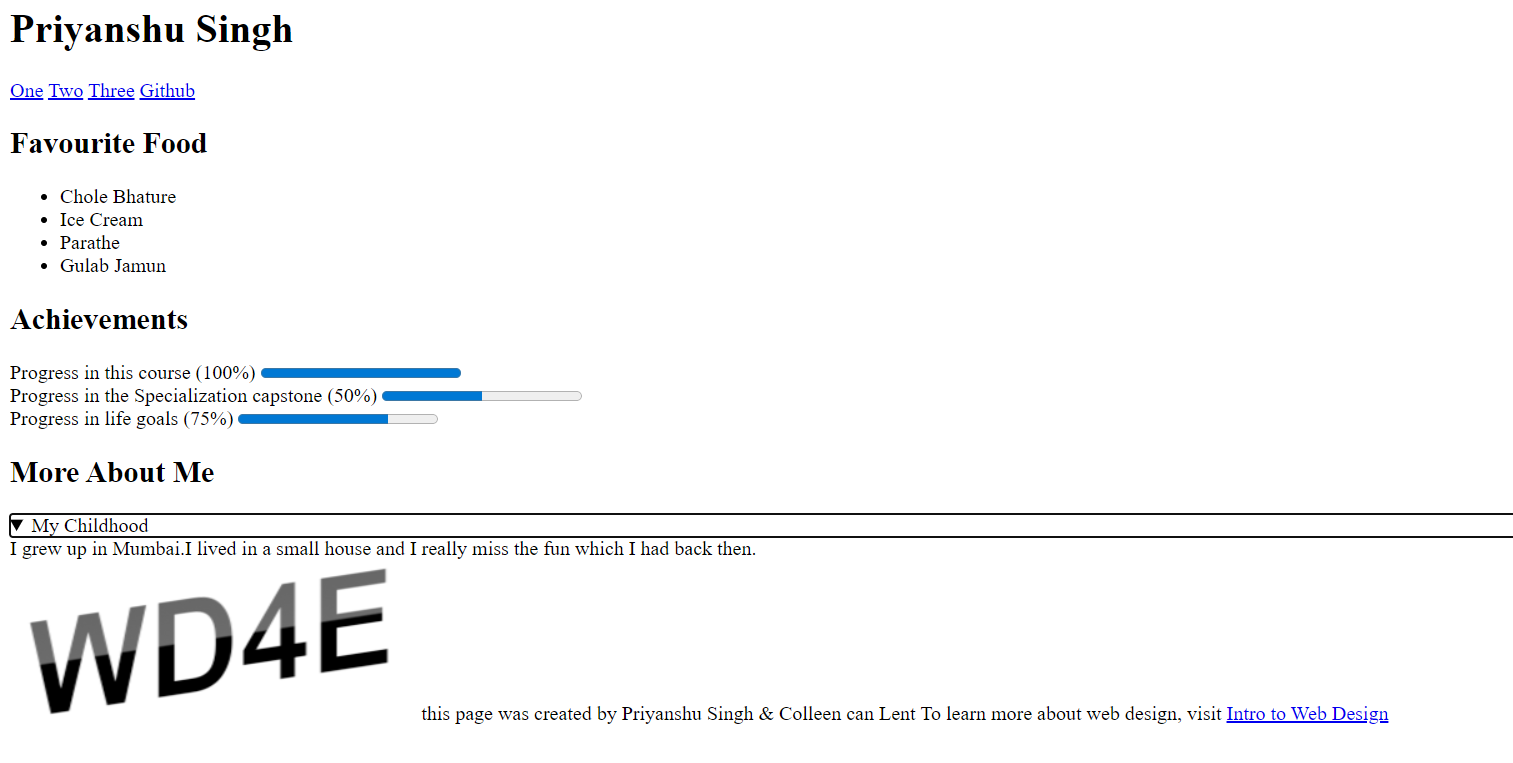 Priyanshu Singh
One Two Three Github
Favourite Food
Chole Bhature
Ice Cream
Parathe
Gulab Jamun
Achievements
Progress in this course (100%)
Progress in the Specialization capstone (50%)
Progress in life goals (75%)
More About Me
My Childhood
I grew up in Mumbai.I lived in a small house and I really miss the fun which I had back then.
WD4E
this page was created by Priyanshu Singh & Colleen can Lent To learn more about web design, visit Intro to Web Design